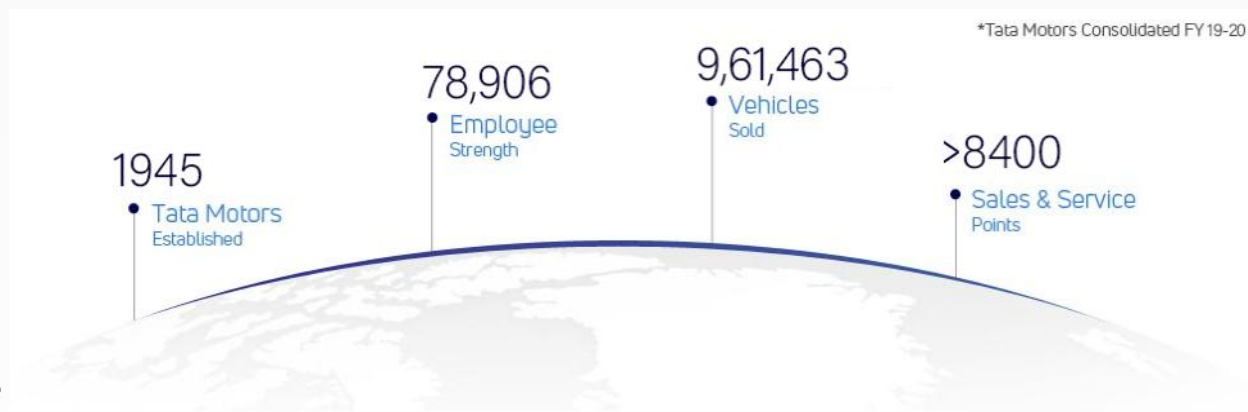 *Tata Motors Consolidated FY 19-20
1945
Tata Motors
Established
78,906
Employee
Strength
9,61,463
Vehicles
Sold
>8400
Sales & Service
Points